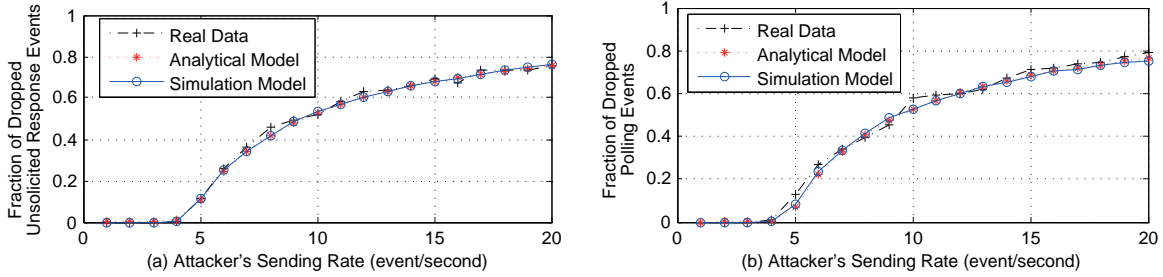 1
0.8
0.6
0.4
0.2
0
Fraction of Dropped
Unsolicited Response Events
Real Data
Analytical Model
Simulation Model
0 5 10 15 20
(a) Attacker's Sending Rate (event/second)
1
0.8
0.6
0.4
0.2
0
Fraction of Dropped
Polling Events
Real Data
Analytical Model
Simulation Model
0 5 10 15 20
(b) Attacker's Sending Rate (event/second)